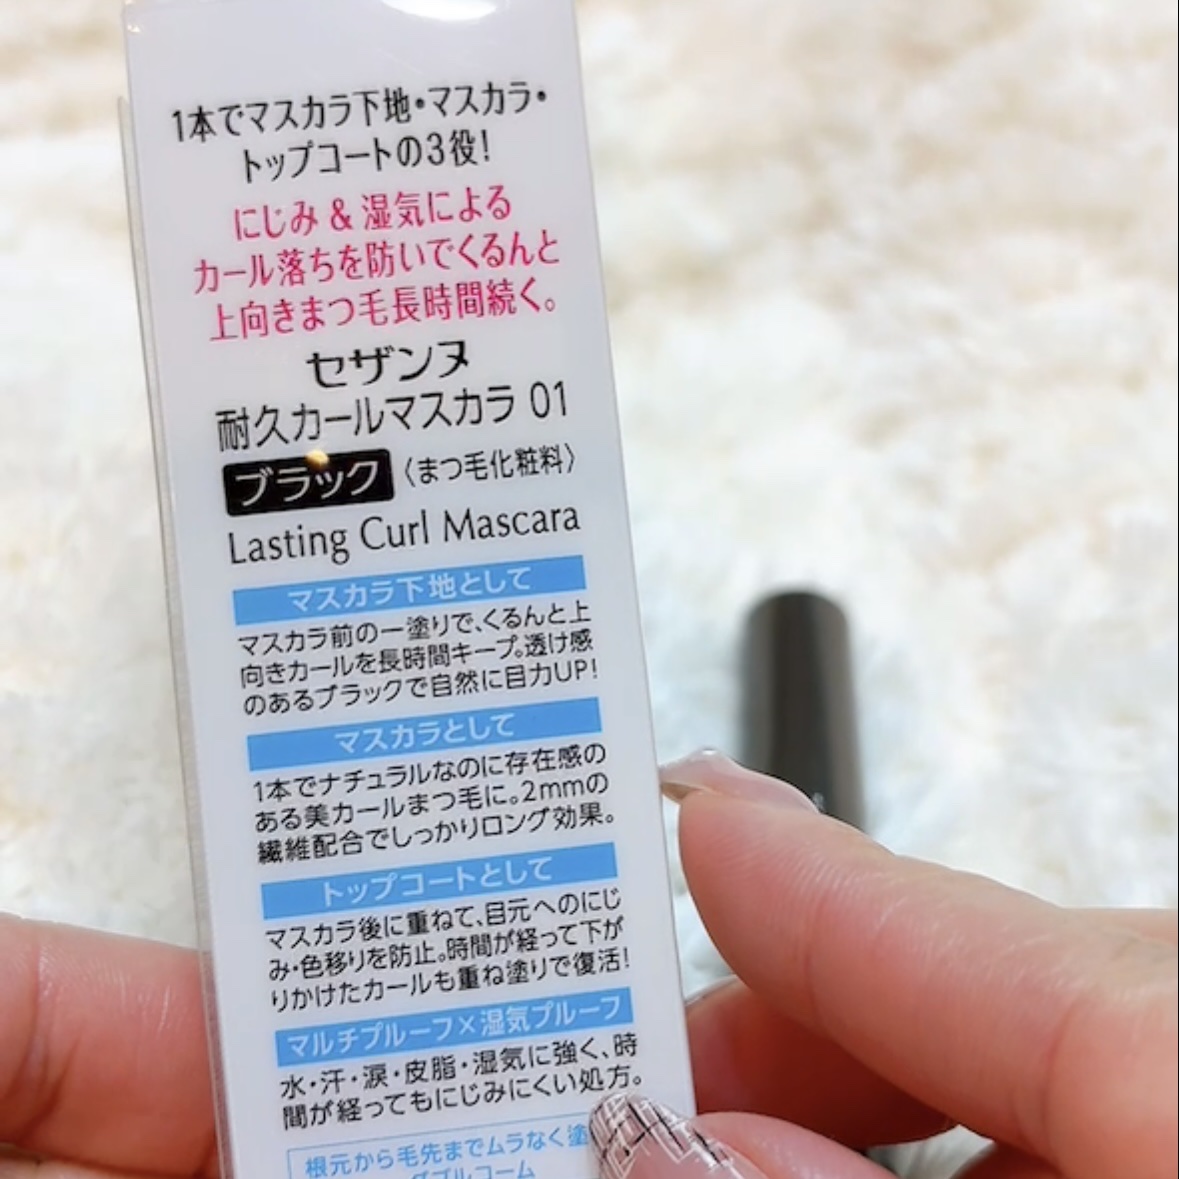 1本でマスカラ下地・マスカラ・
トップコートの3役!
にじみ & 湿気による
カール落ちを防いでくるんと
上向きまつ毛長時間続く。
セザンヌ
耐久カールマスカラ 01
ブラック 〈まつ毛化粧料〉
Lasting Curl Mascara
マスカラ下地として
マスカラ前の一塗りで、くるんと上
向きカールを長時間キープ。透け感
のあるブラックで自然に目力UP!
マスカラとして
1本でナチュラルなのに存在感の
ある美カールまつ毛に。2mmの
繊維配合でしっかりロング効果。
トップコートとして
マスカラ後に重ねて、目元へのにじ
み・色移りを防止。時間が経って下が
りかけたカールも重ね塗りで復活!
マルチプルーフ×湿気プルーフ
水・汗・涙・皮脂・湿気に強く、時
間が経ってもにじみにくい処方。
根元から毛先までムラなく塗
ダブルコーム